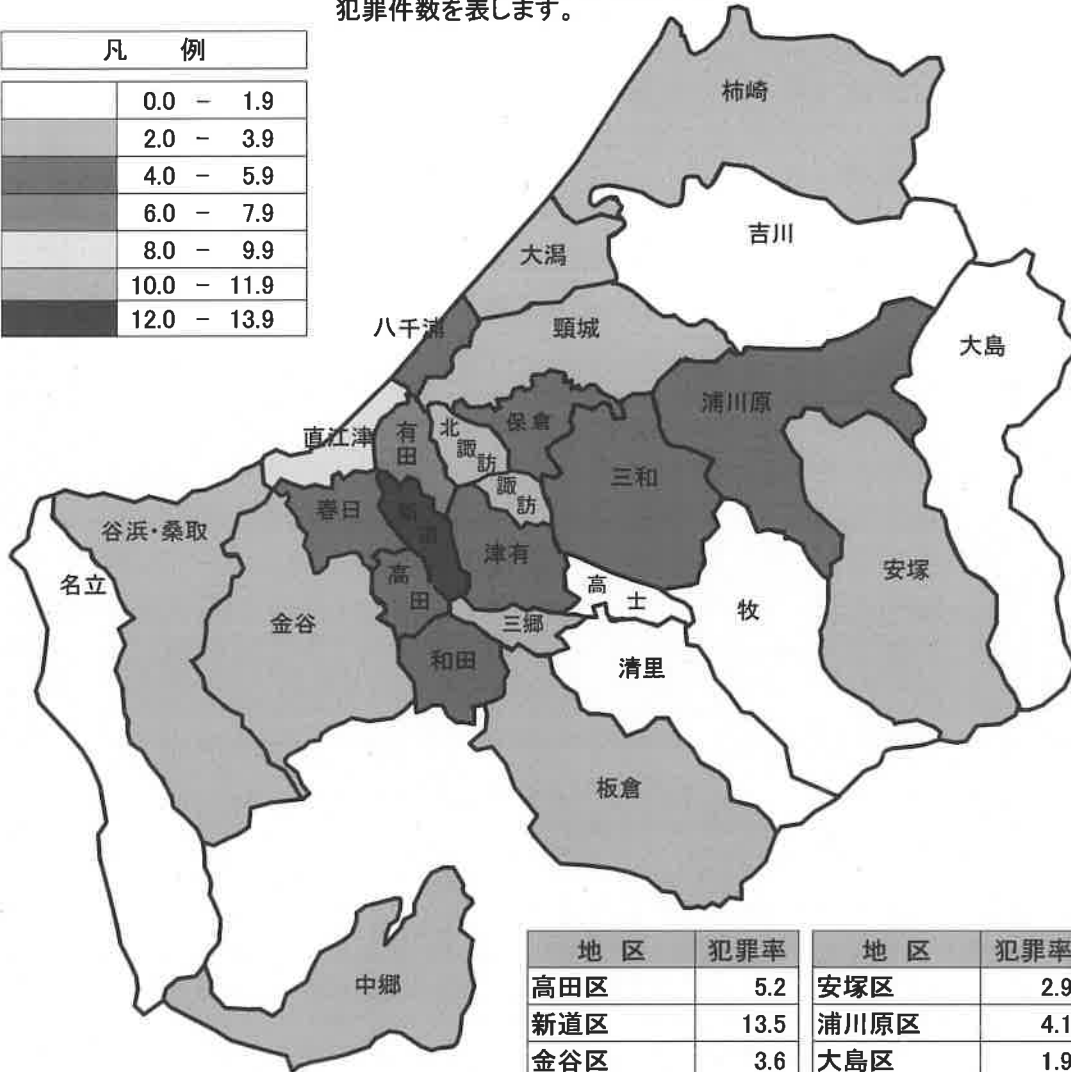 犯罪件数を表します。
凡 例
0.0 - 1.9
2.0 - 3.9
4.0 - 5.9
6.0 - 7.9
8.0 - 9.9
10.0 - 11.9
12.0 - 13.9
柿崎
吉川
大潟
八千浦
頸城
大島
浦川原
保倉
北諏訪
有田
直江津
諏訪
三和
春日
新道
谷浜・桑取
津有
安塚
高田
名立
高士
牧
金谷
三郷
和田
清里
板倉
中郷
地区 犯罪率 地区 犯罪率
高田区 5.2 安塚区 2.9
新道区 13.5 浦川原区 4.1
金谷区 3.6 大島区 1.9